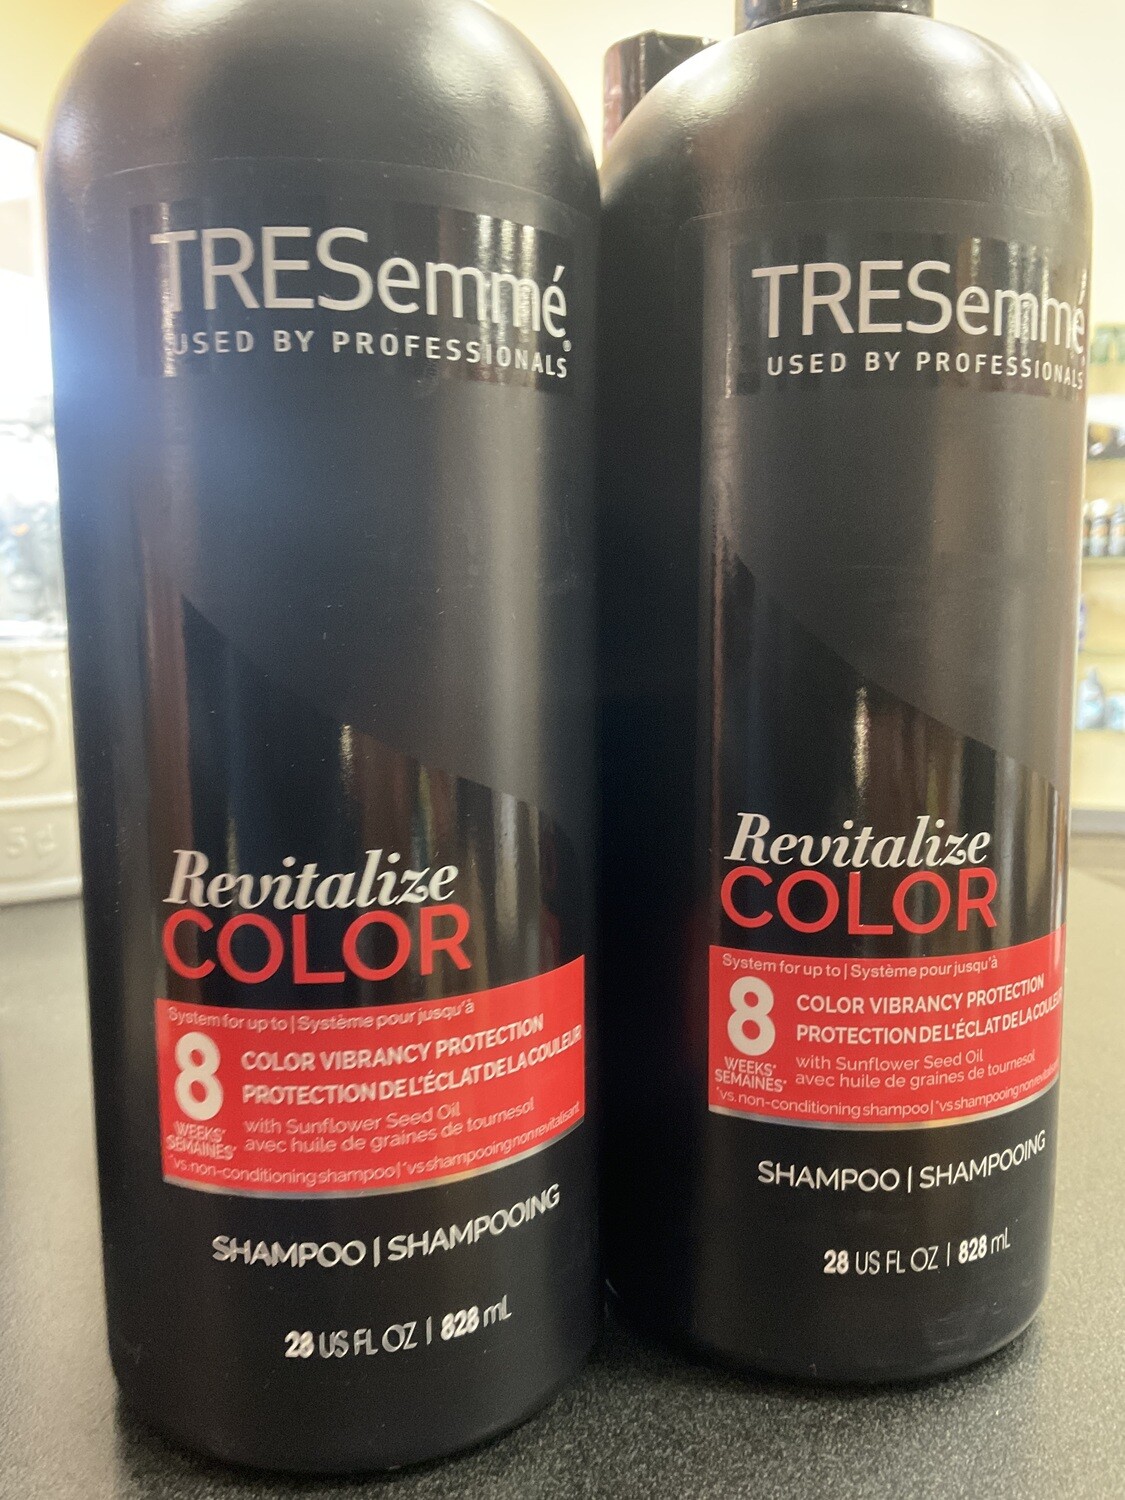 TRESemmé
USED BY PROFESSIONALS®
Revitalize
COLOR
System for up to | Système pour jusqu'à
8
WEEKS*
SEMAINES*
COLOR VIBRANCY PROTECTION
PROTECTION DE L'ÉCLAT DE LA COULEUR
with Sunflower Seed Oil
avec huile de graines de tournesol
*vs. non-conditioning shampoo | *vs shampooing non revitalisant
SHAMPOO | SHAMPOOING
28 US FL OZ | 828 mL
TRESemmé
USED BY PROFESSIONALS
Revitalize
COLOR
System for up to | Système pour jusqu'à
8
WEEKS*
SEMAINES*
COLOR VIBRANCY PROTECTION
PROTECTION DE L'ÉCLAT DE LA COULEUR
with Sunflower Seed Oil
avec huile de graines de tournesol
*vs. non-conditioning shampoo | *vs shampooing non
SHAMPOO | SHAMPOOING
28 US FL OZ | 828 mL